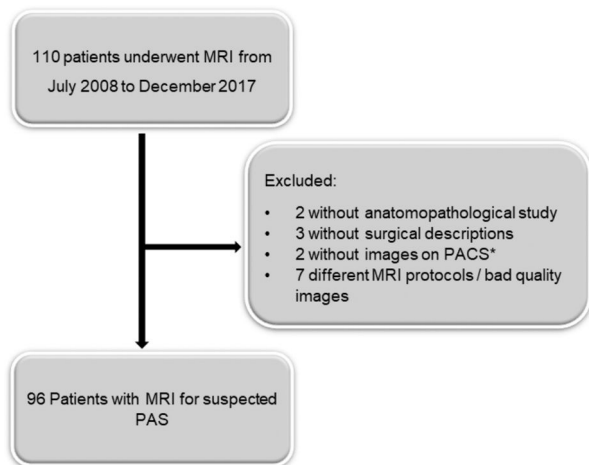 110 patients underwent MRI from
July 2008 to December 2017
Excluded:
• 2 without anatomopathological study
• 3 without surgical descriptions
• 2 without images on PACS*
• 7 different MRI protocols / bad quality
images
96 Patients with MRI for suspected
PAS